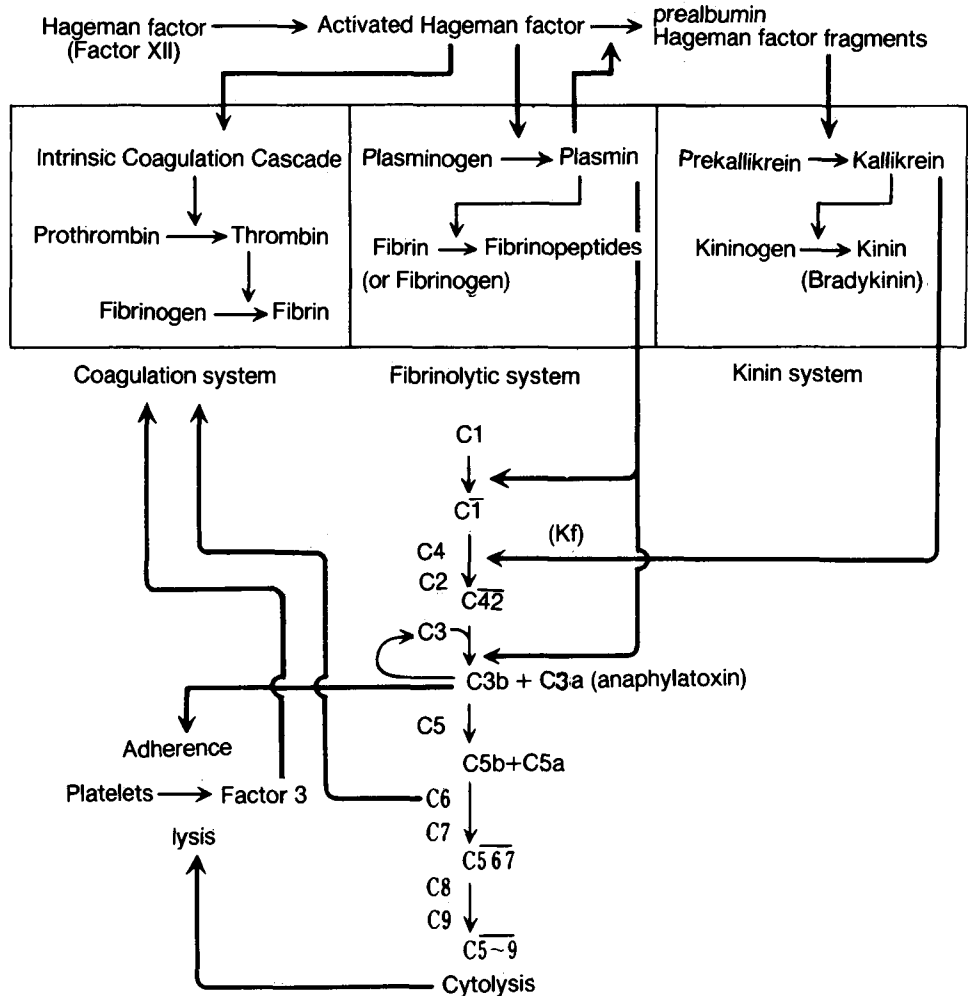 Hageman factor
(Factor XII)
Activated Hageman factor
prealbumin
Hageman factor fragments
Intrinsic Coagulation Cascade
Prothrombin
Thrombin
Fibrinogen
Fibrin
Plasminogen
Plasmin
Fibrin
Fibrinopeptides
(or Fibrinogen)
Prekallikrein
Kallikrein
Kininogen
Kinin
(Bradykinin)
Coagulation system
Fibrinolytic system
Kinin system
C1
C1̅
(Kf)
C4
C2
C4̅2̅
C3
C3b + C3a (anaphylatoxin)
Adherence
C5
C5b+C5a
Platelets
Factor 3
C6
lysis
C7
C5̅6̅7̅
C8
C9
C5̅~̅9̅
Cytolysis